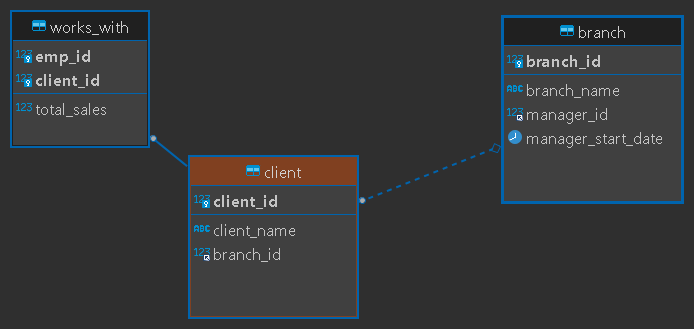 works_with
123 emp_id
123 client_id
123 total_sales
branch
123 branch_id
ABC branch_name
123 manager_id
manager_start_date
client
123 client_id
ABC client_name
123 branch_id